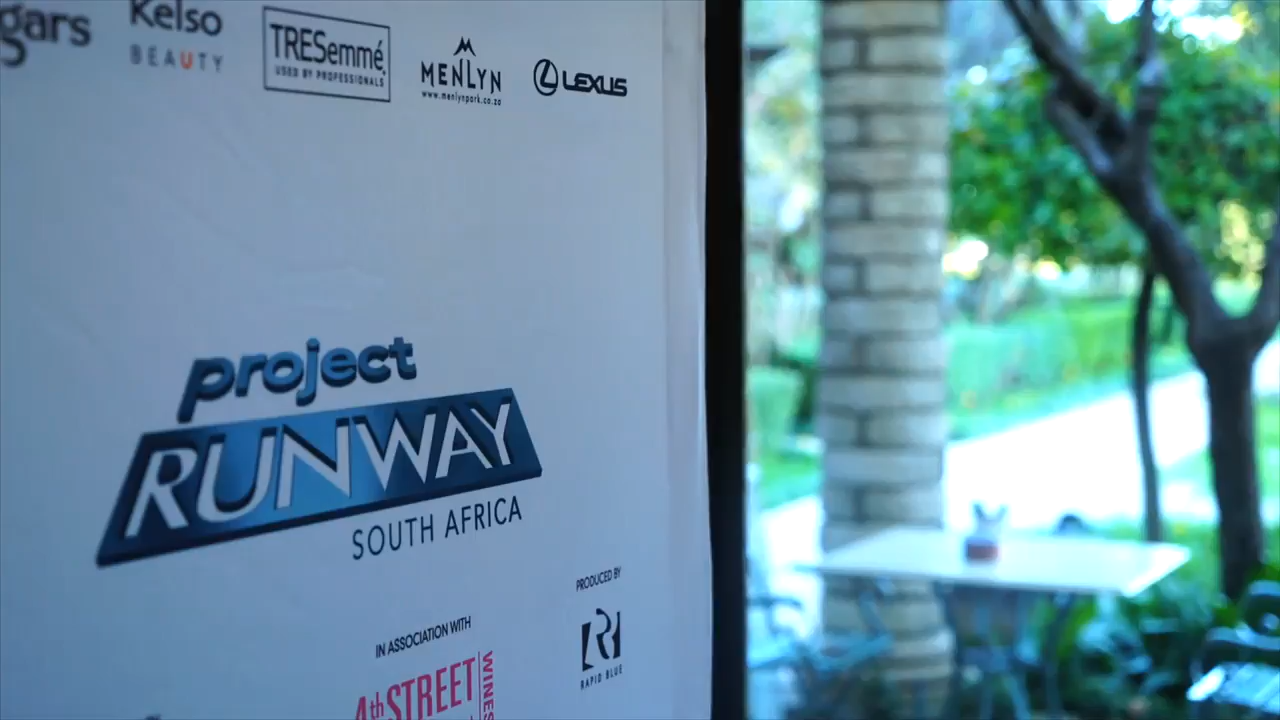 Kelso
BEAUTY
TRESemmé
USED BY PROFESSIONALS
MENLYN
www.menlynpark.co.za
LEXUS
project
RUNWAY
SOUTH AFRICA
PRODUCED BY
RAPID BLUE
IN ASSOCIATION WITH
4th STREET
WINES